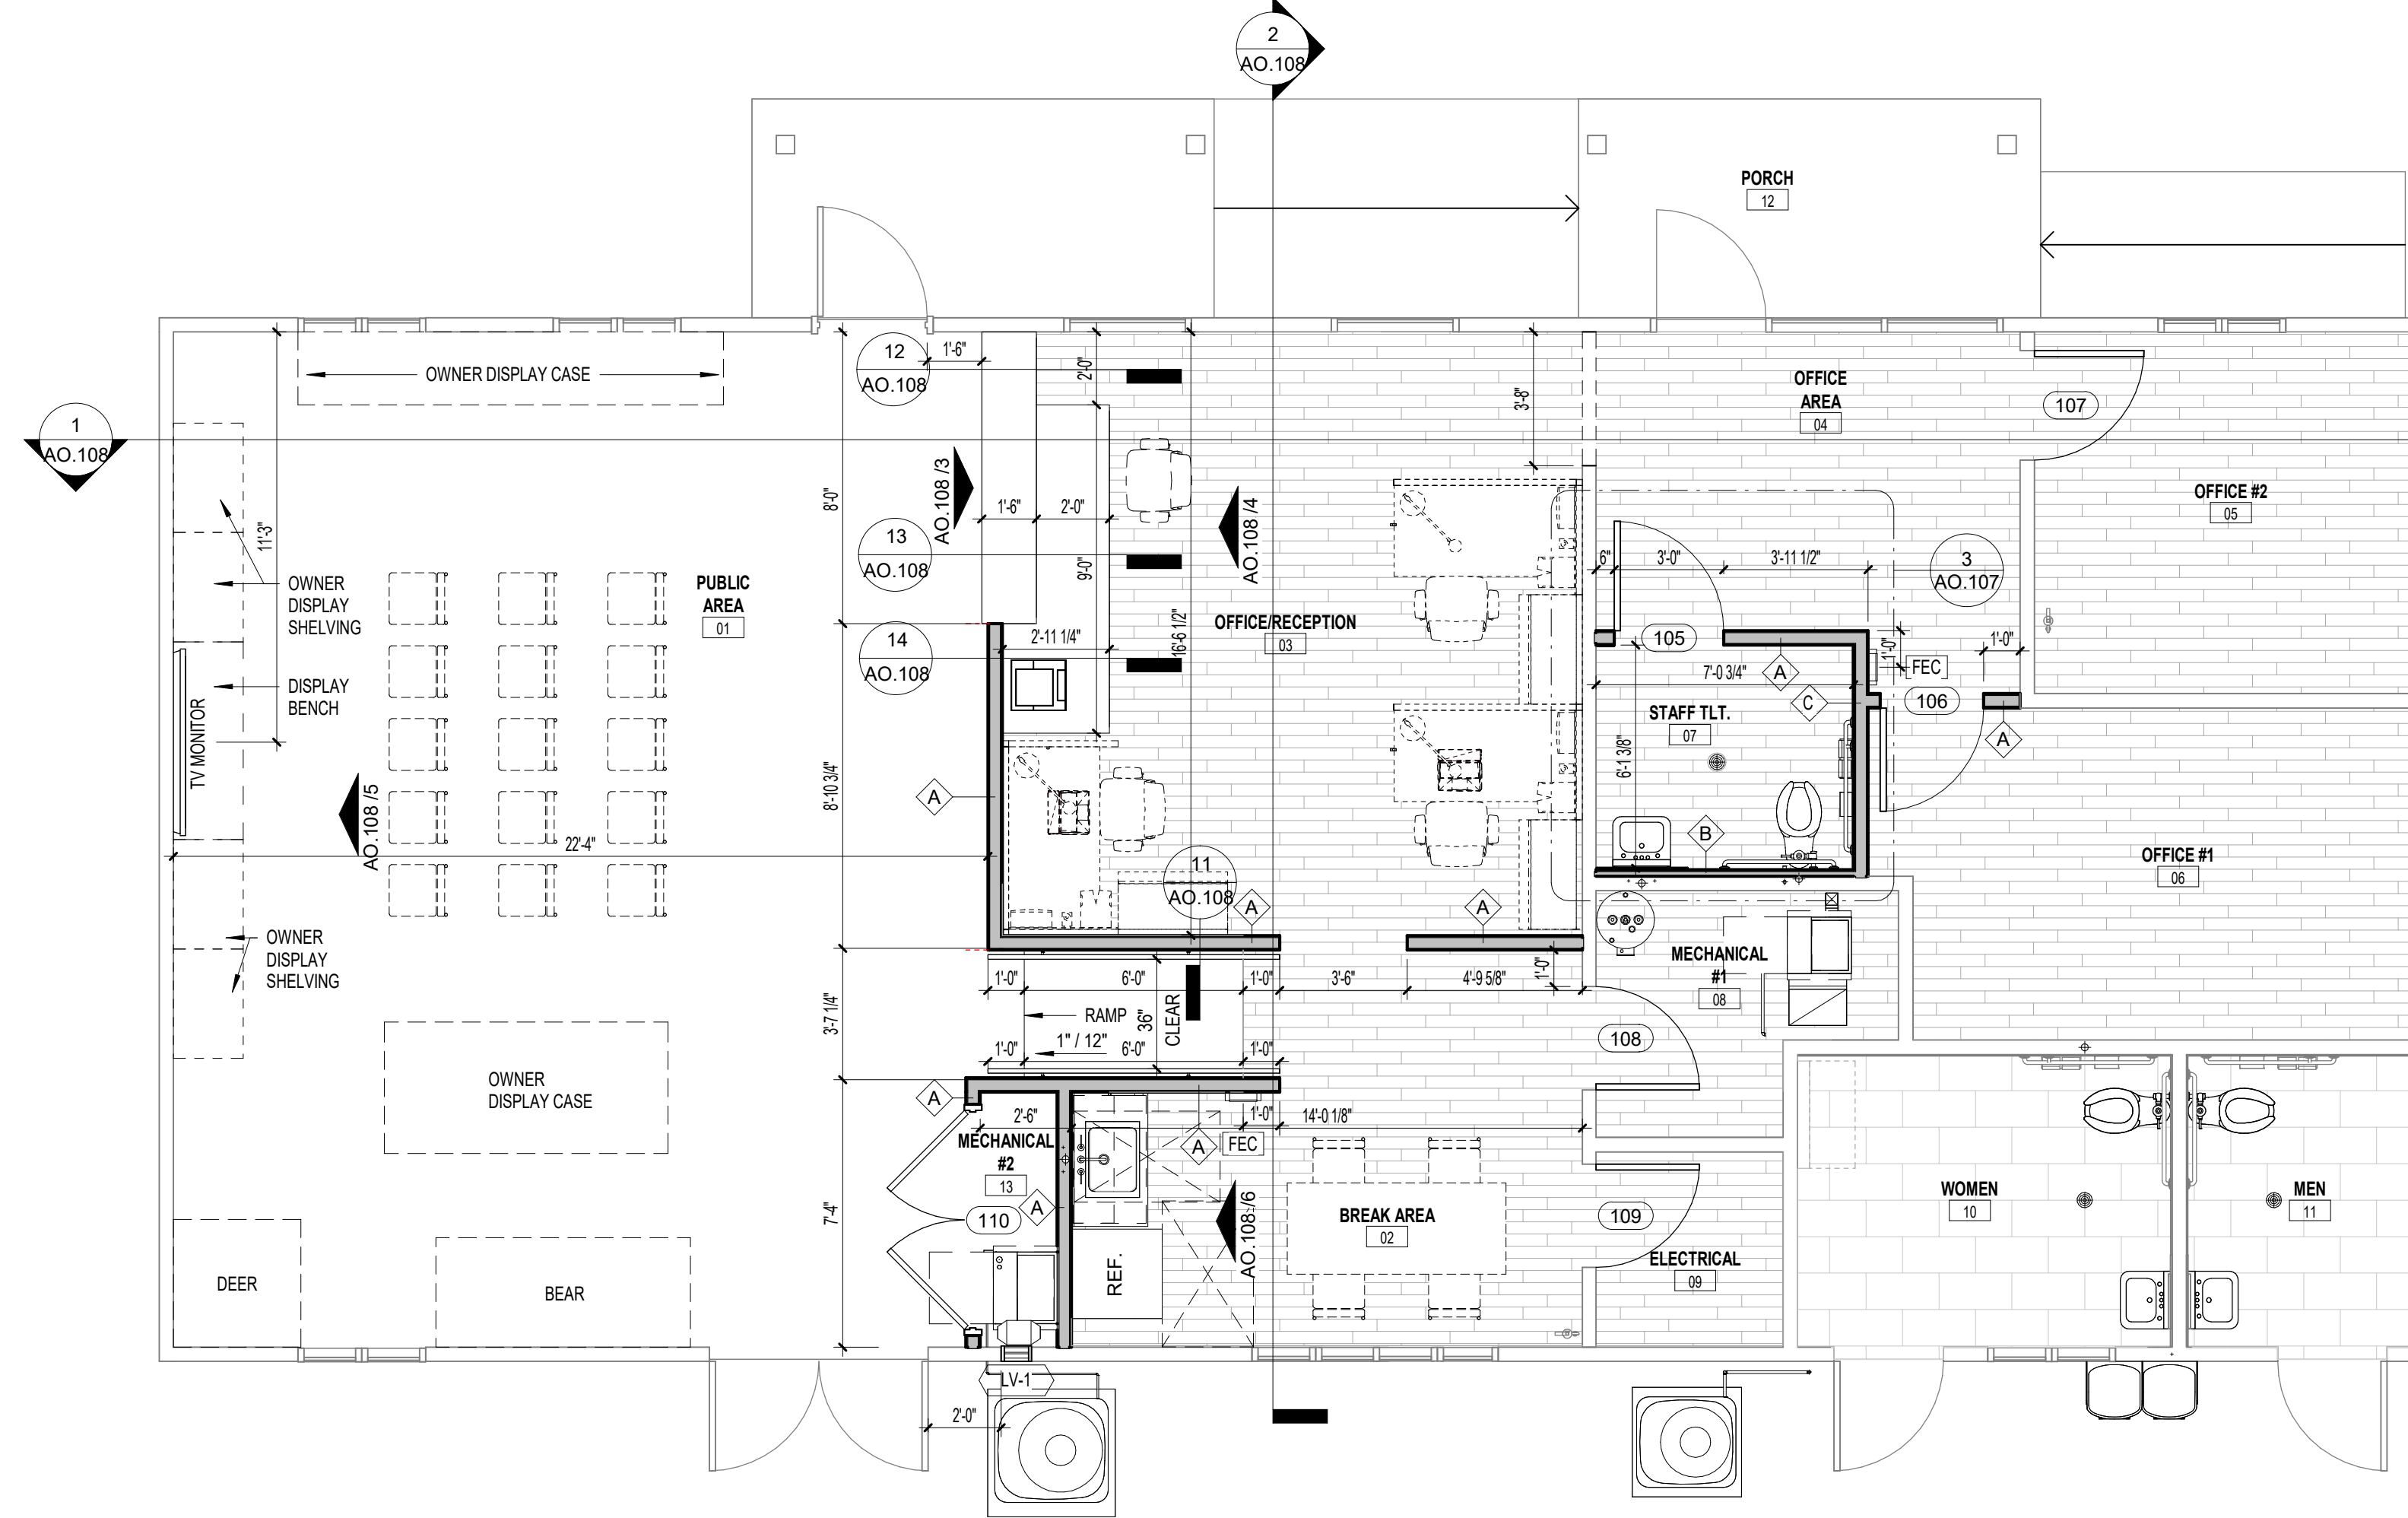 2
AO.108
PORCH
12
12
AO.108
1'-6"
2'-0"
OWNER DISPLAY CASE
OFFICE
AREA
04
107
3'-8"
1
AO.108
AO.108 /3
8'-0"
1'-6"
2'-0"
AO.108 /4
OFFICE #2
05
11'-3"
13
AO.108
9'-0"
6"
3'-0"
3'-11 1/2"
3
AO.107
OWNER
DISPLAY
SHELVING
PUBLIC
AREA
01
14
AO.108
2'-11 1/4"
16'-6 1/2"
OFFICE/RECEPTION
03
105
A
7'-0 3/4"
1'-0"
FEC
1'-0"
106
C
A
DISPLAY
BENCH
TV MONITOR
STAFF TLT.
07
6'-1 3/8"
B
AO.108 /5
22'-4"
8'-10 3/4"
A
11
AO.108
A
A
OFFICE #1
06
OWNER
DISPLAY
SHELVING
MECHANICAL
#1
08
1'-0"
6'-0"
1'-0"
3'-6"
4'-9 5/8"
1'-0"
3'-7 1/4"
RAMP
1" / 12"
36"
CLEAR
1'-0"
6'-0"
1'-0"
108
OWNER
DISPLAY CASE
A
2'-6"
1'-0"
14'-0 1/8"
MECHANICAL
#2
13
A
FEC
A
110
7'-4"
AO.108 /6
BREAK AREA
02
109
ELECTRICAL
09
WOMEN
10
MEN
11
REF.
DEER
BEAR
LV-1
2'-0"